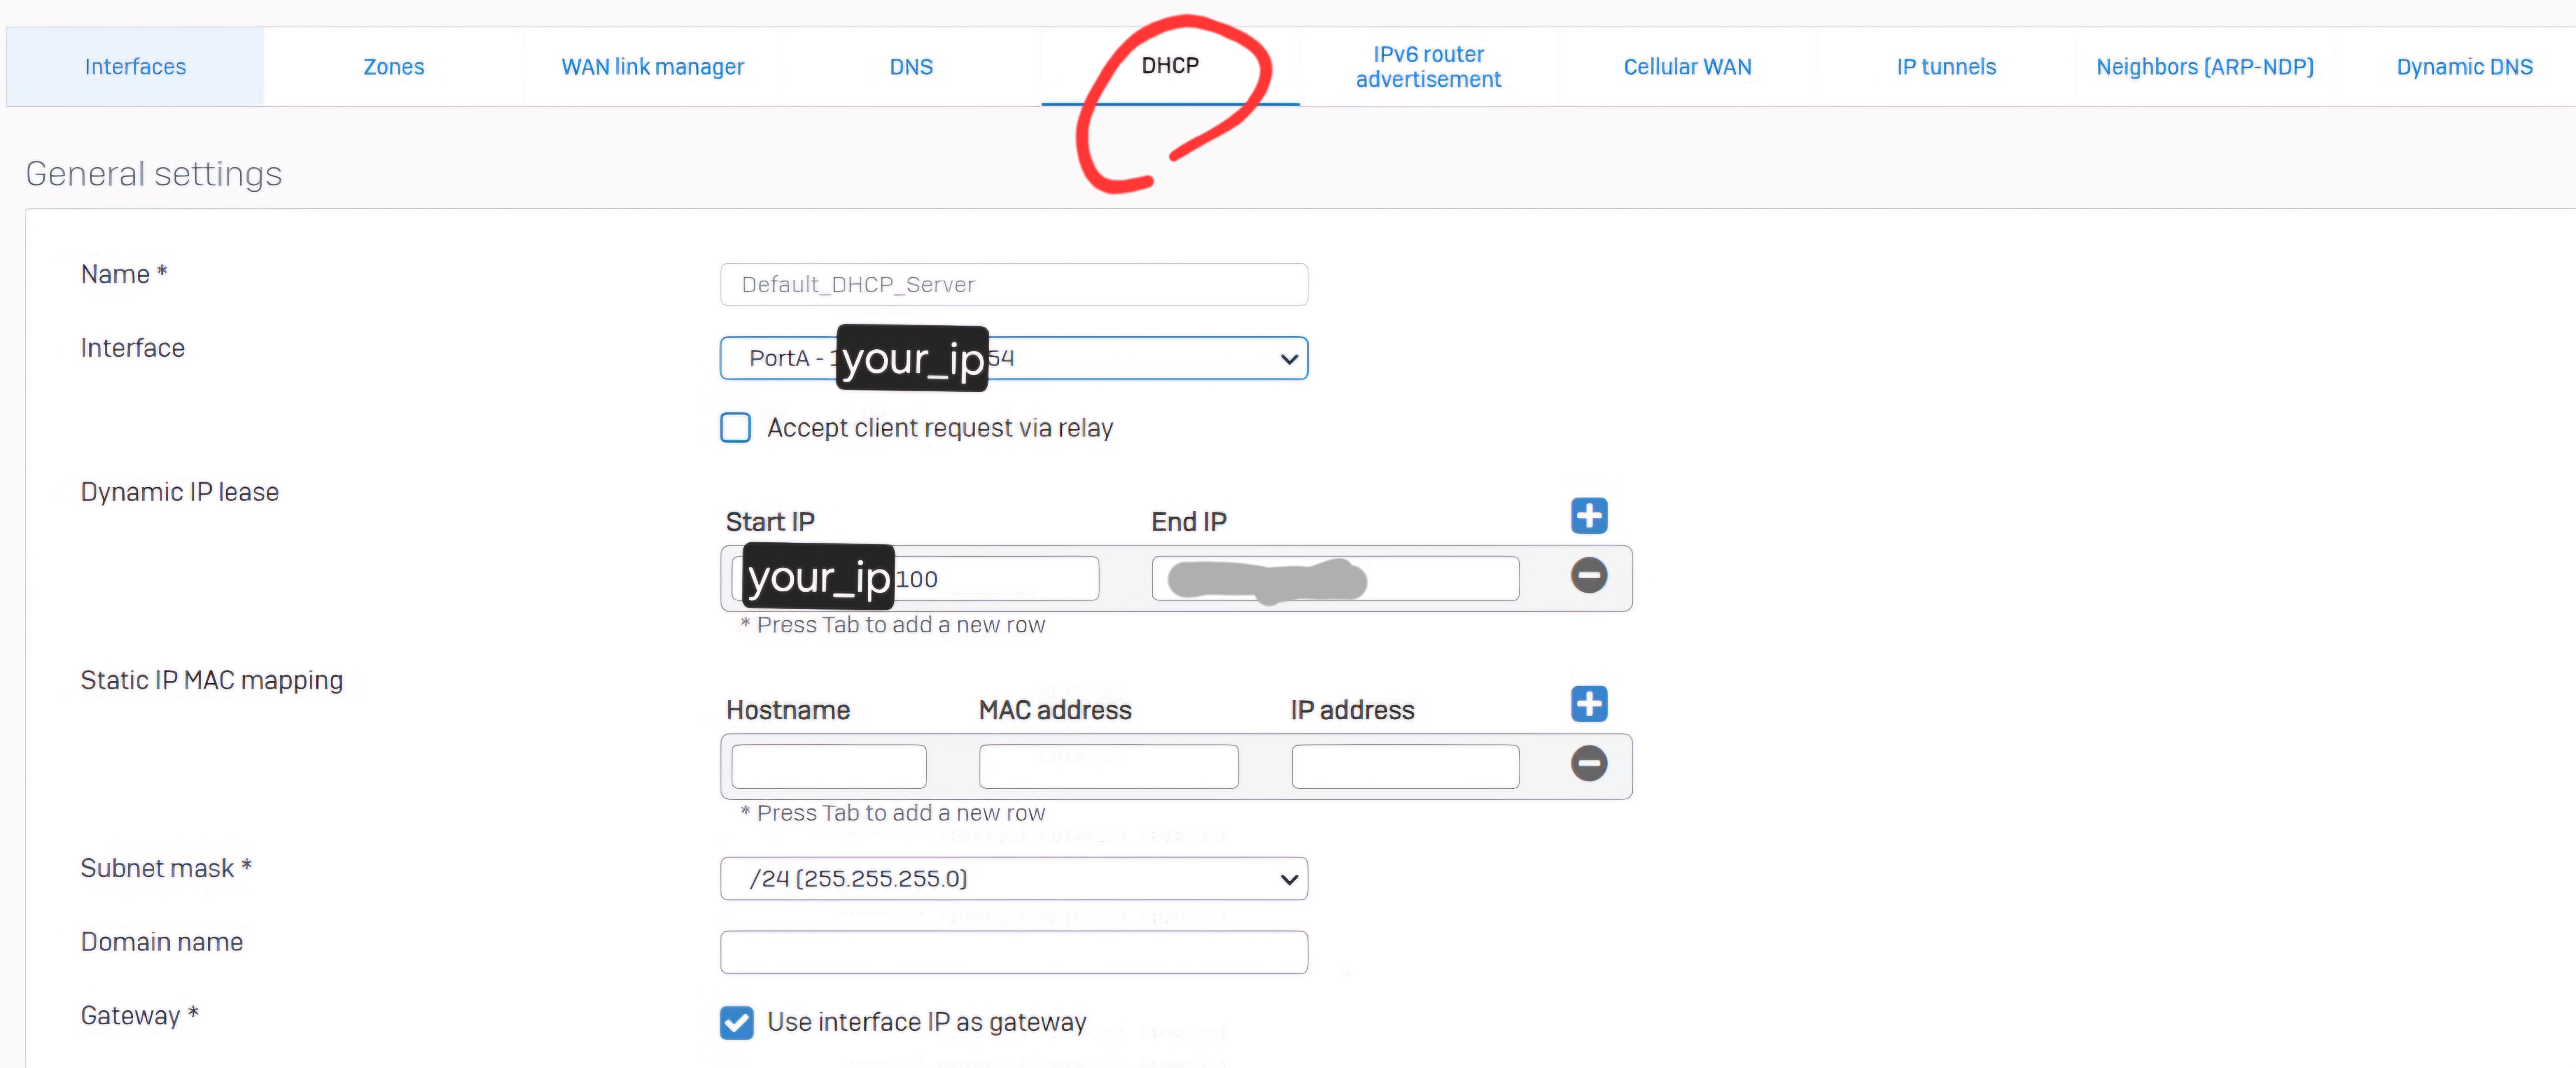 Interfaces Zones WAN link manager DNS DHCP IPv6 router advertisement Cellular WAN IP tunnels Neighbors (ARP-NDP) Dynamic DNS
General settings
Name * Default_DHCP_Server
Interface PortA - your_ip 54
Accept client request via relay
Dynamic IP lease
Start IP End IP
your_ip 100
* Press Tab to add a new row
Static IP MAC mapping
Hostname MAC address IP address
* Press Tab to add a new row
Subnet mask * /24 (255.255.255.0)
Domain name
Gateway * Use interface IP as gateway